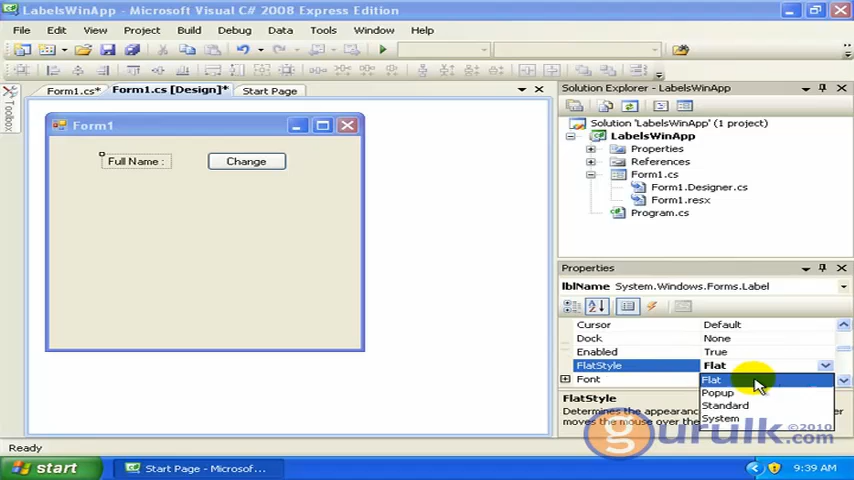 LabelsWinApp - Microsoft Visual C# 2008 Express Edition
File Edit View Project Build Debug Data Tools Window Help
Form1.cs* Form1.cs [Design]* Start Page
Toolbox
Form1
Full Name :
Change
Solution Explorer - LabelsWinApp
Solution 'LabelsWinApp' (1 project)
LabelsWinApp
Properties
References
Form1.cs
Form1.Designer.cs
Form1.resx
Program.cs
Properties
lblName System.Windows.Forms.Label
Cursor Default
Dock None
Enabled True
FlatStyle Flat
Font
Flat
Popup
Standard
System
FlatStyle
Determines the appearance
mouse over the
gurulk.com
©2010
Ready
start
Start Page - Microsof...
9:39 AM